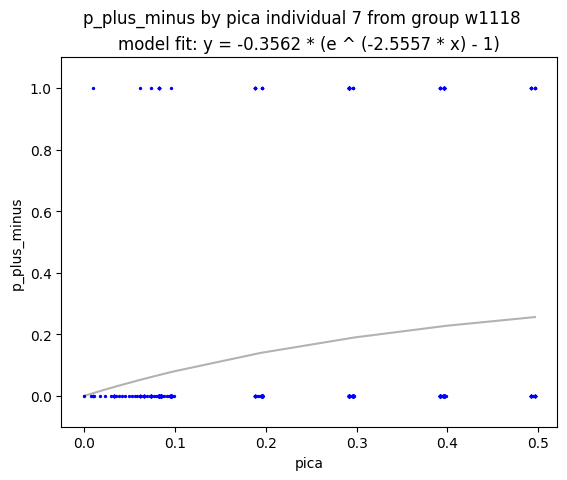 p_plus_minus by pica individual 7 from group w1118
model fit: y = -0.3562 * (e ^ (-2.5557 * x) - 1)
1.0
0.8
0.6
0.4
0.2
0.0
p_plus_minus
0.0 0.1 0.2 0.3 0.4 0.5
pica